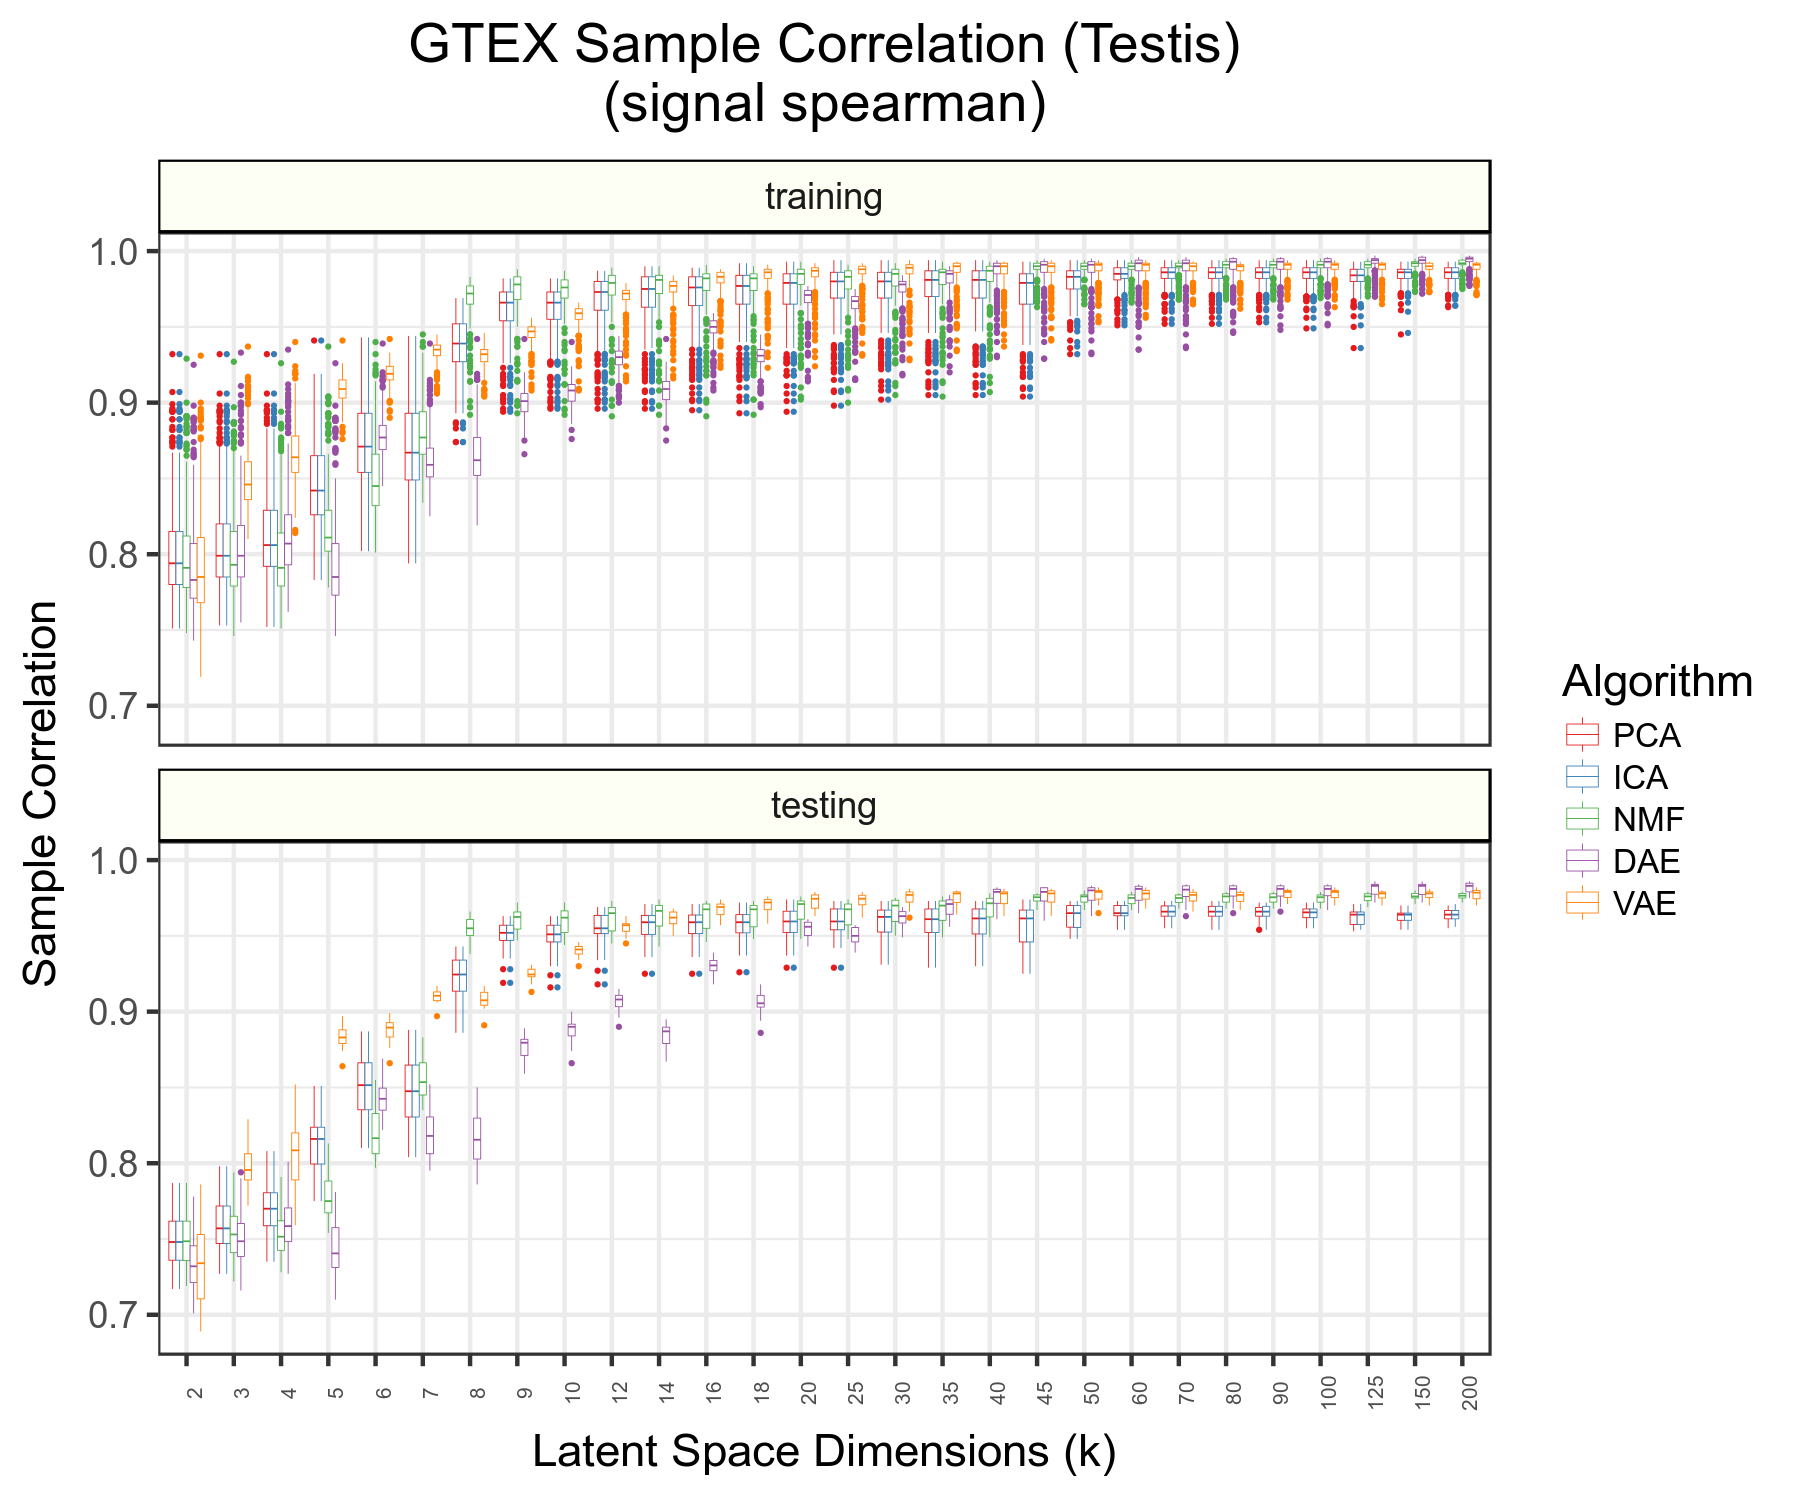 GTEX Sample Correlation (Testis)
(signal spearman)
training
1.0
0.9
0.8
0.7
testing
1.0
0.9
0.8
0.7
Sample Correlation
2 3 4 5 6 7 8 9 10 12 14 16 18 20 25 30 35 40 45 50 60 70 80 90 100 125 150 200
Latent Space Dimensions (k)
Algorithm
PCA
ICA
NMF
DAE
VAE